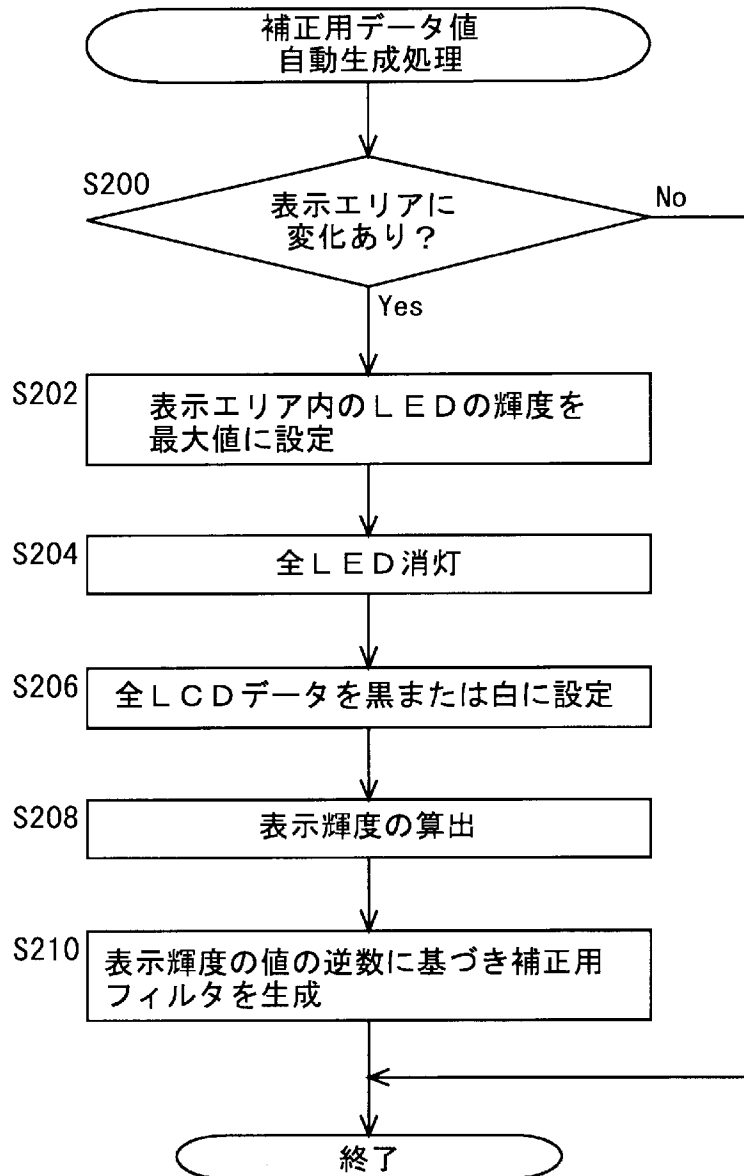 補正用データ値
自動生成処理
S200
表示エリアに
変化あり？
No
Yes
S202
表示エリア内のＬＥＤの輝度を
最大値に設定
S204
全ＬＥＤ消灯
S206
全ＬＣＤデータを黒または白に設定
S208
表示輝度の算出
S210
表示輝度の値の逆数に基づき補正用
フィルタを生成
終了